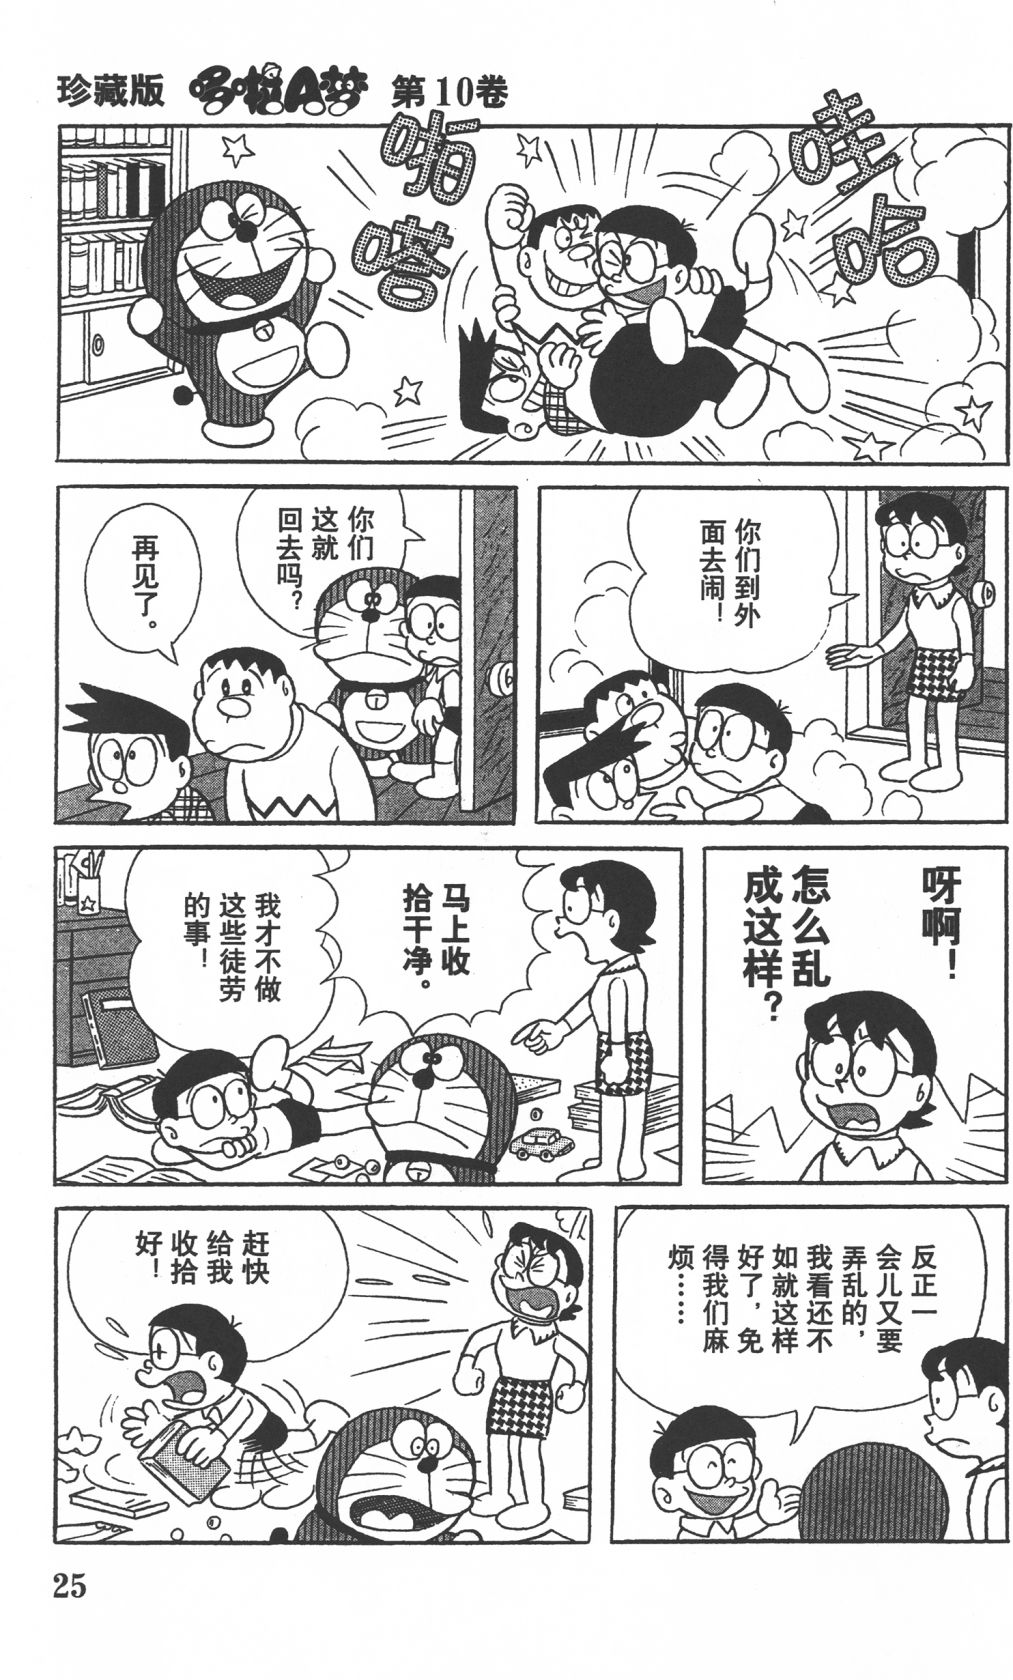 珍藏版 哆啦A梦 第10卷
哇哈
啪嗒
你们到外
面去闹！
你们
这就
回去吗？
再见了。
呀啊！
怎么乱
成这样？
马上收
拾干净。
我才不做
这些徒劳
的事！
反正一
会儿又要
弄乱的，
我看还不
如就这样
好了，免
得我们麻
烦……
赶快
给我
收拾
好！
25